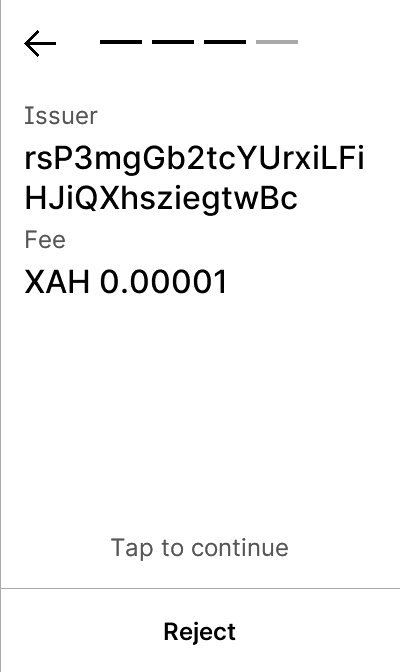 Issuer
rsP3mgGb2tcYUrxiLFi
HJiQXhsziegtwBc
Fee
XAH 0.00001
Tap to continue
Reject